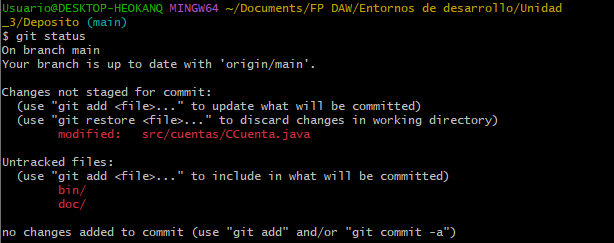 Usuario@DESKTOP-HEOKANQ MINGW64 ~/Documents/FP DAW/Entornos de desarrollo/Unidad
_3/Deposito (main)
$ git status
On branch main
Your branch is up to date with 'origin/main'.

Changes not staged for commit:
  (use "git add <file>..." to update what will be committed)
  (use "git restore <file>..." to discard changes in working directory)
        modified:   src/cuentas/CCuenta.java

Untracked files:
  (use "git add <file>..." to include in what will be committed)
        bin/
        doc/

no changes added to commit (use "git add" and/or "git commit -a")